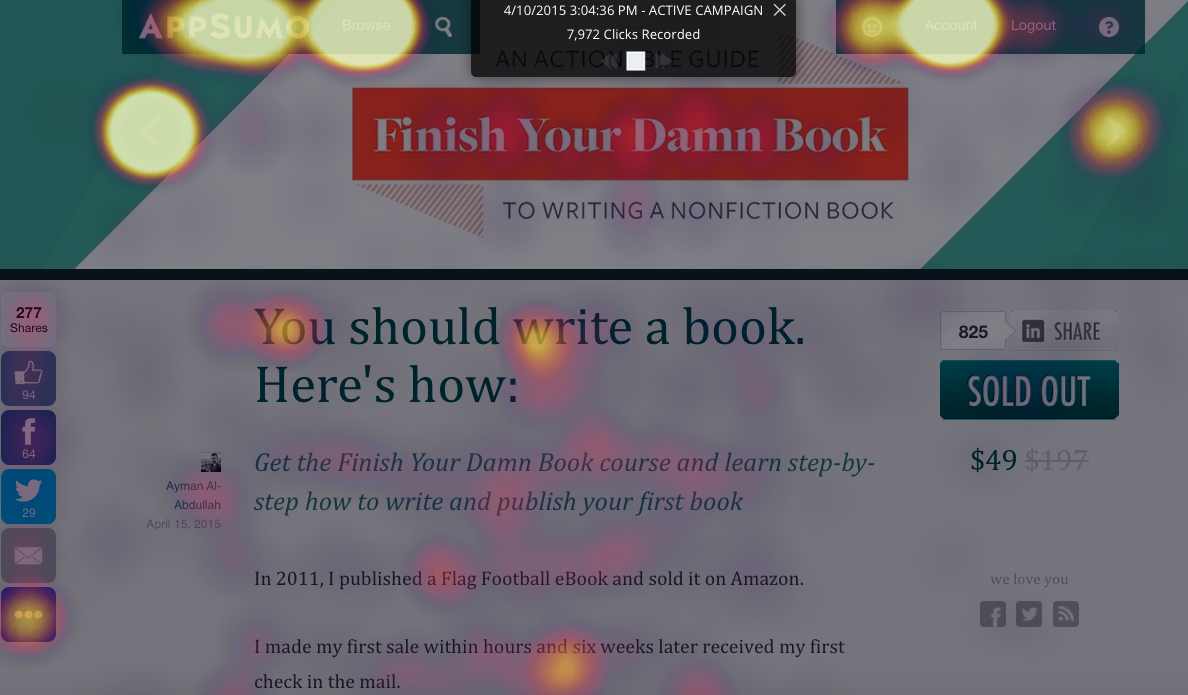 4/10/2015 3:04:36 PM - ACTIVE CAMPAIGN
7,972 Clicks Recorded
APPSUMO
Browse
Account
Logout
?
AN ACTIONABLE GUIDE
Finish Your Damn Book
TO WRITING A NONFICTION BOOK
277
Shares
94
64
29
You should write a book.
Here's how:
825
in SHARE
SOLD OUT
$49 $197
Ayman Al-
Abdullah
April 15, 2015
Get the Finish Your Damn Book course and learn step-by-
step how to write and publish your first book
In 2011, I published a Flag Football eBook and sold it on Amazon.
we love you
I made my first sale within hours and six weeks later received my first
check in the mail.